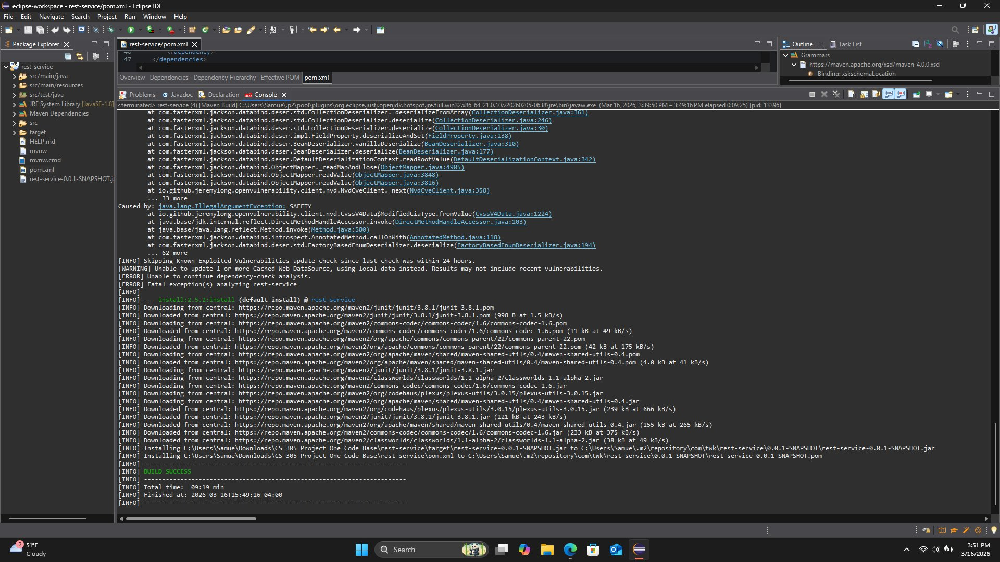 eclipse-workspace - rest-service/pom.xml - Eclipse IDE
File Edit Navigate Search Project Run Window Help
Package Explorer
rest-service/pom.xml
Outline Task List
rest-service
src/main/java
src/main/resources
src/test/java
JRE System Library [JavaSE-1.8]
Maven Dependencies
src
target
HELP.md
mvnw
mvnw.cmd
pom.xml
rest-service-0.0.1-SNAPSHOT.ja
46 </dependency>
47 </dependencies>
Overview Dependencies Dependency Hierarchy Effective POM pom.xml
Grammars
https://maven.apache.org/xsd/maven-4.0.0.xsd
Binding: xsi:schemaLocation
Problems Javadoc Declaration Console
<terminated> rest-service (4) [Maven Build] C:\Users\Samue\.p2\pool\plugins\org.eclipse.justj.openjdk.hotspot.jre.full.win32.x86_64_21.0.10.v20260205-0638\jre\bin\javaw.exe (Mar 16, 2026, 3:39:50 PM – 3:49:16 PM elapsed 0:09:25) [pid: 13396]
at com.fasterxml.jackson.databind.deser.std.CollectionDeserializer._deserializeFromArray(CollectionDeserializer.java:361)
at com.fasterxml.jackson.databind.deser.std.CollectionDeserializer.deserialize(CollectionDeserializer.java:246)
at com.fasterxml.jackson.databind.deser.std.CollectionDeserializer.deserialize(CollectionDeserializer.java:30)
at com.fasterxml.jackson.databind.deser.impl.FieldProperty.deserializeAndSet(FieldProperty.java:138)
at com.fasterxml.jackson.databind.deser.BeanDeserializer.vanillaDeserialize(BeanDeserializer.java:310)
at com.fasterxml.jackson.databind.deser.BeanDeserializer.deserialize(BeanDeserializer.java:177)
at com.fasterxml.jackson.databind.deser.DefaultDeserializationContext.readRootValue(DefaultDeserializationContext.java:342)
at com.fasterxml.jackson.databind.ObjectMapper._readMapAndClose(ObjectMapper.java:4905)
at com.fasterxml.jackson.databind.ObjectMapper.readValue(ObjectMapper.java:3848)
at com.fasterxml.jackson.databind.ObjectMapper.readValue(ObjectMapper.java:3816)
at io.github.jeremylong.openvulnerability.client.nvd.NvdCveClient._next(NvdCveClient.java:358)
... 33 more
Caused by: java.lang.IllegalArgumentException: SAFETY
at io.github.jeremylong.openvulnerability.client.nvd.CvssV4Data$ModifiedCiaType.fromValue(CvssV4Data.java:1224)
at java.base/jdk.internal.reflect.DirectMethodHandleAccessor.invoke(DirectMethodHandleAccessor.java:103)
at java.base/java.lang.reflect.Method.invoke(Method.java:580)
at com.fasterxml.jackson.databind.introspect.AnnotatedMethod.callOnWith(AnnotatedMethod.java:118)
at com.fasterxml.jackson.databind.deser.std.FactoryBasedEnumDeserializer.deserialize(FactoryBasedEnumDeserializer.java:194)
... 62 more
[INFO] Skipping Known Exploited Vulnerabilities update check since last check was within 24 hours.
[WARNING] Unable to update 1 or more Cached Web DataSource, using local data instead. Results may not include recent vulnerabilities.
[ERROR] Unable to continue dependency-check analysis.
[ERROR] Fatal exception(s) analyzing rest-service
[INFO]
[INFO] --- install:2.5.2:install (default-install) @ rest-service ---
[INFO] Downloading from central: https://repo.maven.apache.org/maven2/junit/junit/3.8.1/junit-3.8.1.pom
[INFO] Downloaded from central: https://repo.maven.apache.org/maven2/junit/junit/3.8.1/junit-3.8.1.pom (998 B at 1.5 kB/s)
[INFO] Downloading from central: https://repo.maven.apache.org/maven2/commons-codec/commons-codec/1.6/commons-codec-1.6.pom
[INFO] Downloaded from central: https://repo.maven.apache.org/maven2/commons-codec/commons-codec/1.6/commons-codec-1.6.pom (11 kB at 49 kB/s)
[INFO] Downloading from central: https://repo.maven.apache.org/maven2/org/apache/commons/commons-parent/22/commons-parent-22.pom
[INFO] Downloaded from central: https://repo.maven.apache.org/maven2/org/apache/commons/commons-parent/22/commons-parent-22.pom (42 kB at 175 kB/s)
[INFO] Downloading from central: https://repo.maven.apache.org/maven2/org/apache/maven/shared/maven-shared-utils/0.4/maven-shared-utils-0.4.pom
[INFO] Downloaded from central: https://repo.maven.apache.org/maven2/org/apache/maven/shared/maven-shared-utils/0.4/maven-shared-utils-0.4.pom (4.0 kB at 41 kB/s)
[INFO] Downloading from central: https://repo.maven.apache.org/maven2/junit/junit/3.8.1/junit-3.8.1.jar
[INFO] Downloading from central: https://repo.maven.apache.org/maven2/classworlds/classworlds/1.1-alpha-2/classworlds-1.1-alpha-2.jar
[INFO] Downloading from central: https://repo.maven.apache.org/maven2/commons-codec/commons-codec/1.6/commons-codec-1.6.jar
[INFO] Downloading from central: https://repo.maven.apache.org/maven2/org/codehaus/plexus/plexus-utils/3.0.15/plexus-utils-3.0.15.jar
[INFO] Downloading from central: https://repo.maven.apache.org/maven2/org/apache/maven/shared/maven-shared-utils/0.4/maven-shared-utils-0.4.jar
[INFO] Downloaded from central: https://repo.maven.apache.org/maven2/org/codehaus/plexus/plexus-utils/3.0.15/plexus-utils-3.0.15.jar (239 kB at 666 kB/s)
[INFO] Downloaded from central: https://repo.maven.apache.org/maven2/junit/junit/3.8.1/junit-3.8.1.jar (121 kB at 243 kB/s)
[INFO] Downloaded from central: https://repo.maven.apache.org/maven2/org/apache/maven/shared/maven-shared-utils/0.4/maven-shared-utils-0.4.jar (155 kB at 265 kB/s)
[INFO] Downloaded from central: https://repo.maven.apache.org/maven2/commons-codec/commons-codec/1.6/commons-codec-1.6.jar (233 kB at 375 kB/s)
[INFO] Downloaded from central: https://repo.maven.apache.org/maven2/classworlds/classworlds/1.1-alpha-2/classworlds-1.1-alpha-2.jar (38 kB at 49 kB/s)
[INFO] Installing C:\Users\Samue\Downloads\CS 305 Project One Code Base\rest-service\target\rest-service-0.0.1-SNAPSHOT.jar to C:\Users\Samue\.m2\repository\com\twk\rest-service\0.0.1-SNAPSHOT\rest-service-0.0.1-SNAPSHOT.jar
[INFO] Installing C:\Users\Samue\Downloads\CS 305 Project One Code Base\rest-service\pom.xml to C:\Users\Samue\.m2\repository\com\twk\rest-service\0.0.1-SNAPSHOT\rest-service-0.0.1-SNAPSHOT.pom
[INFO] ------------------------------------------------------------------------
[INFO] BUILD SUCCESS
[INFO] ------------------------------------------------------------------------
[INFO] Total time:  09:19 min
[INFO] Finished at: 2026-03-16T15:49:16-04:00
[INFO] ------------------------------------------------------------------------
2
51°F
Cloudy
Search
3:51 PM
3/16/2026